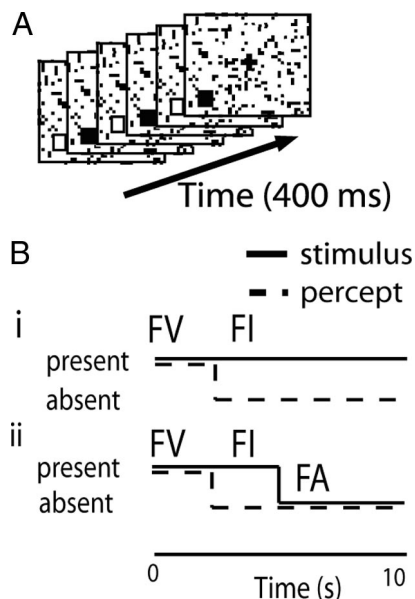 A
Time (400 ms)
B
stimulus
percept
i
FV FI
present
absent
ii
FV FI
present
FA
absent
0 10
Time (s)